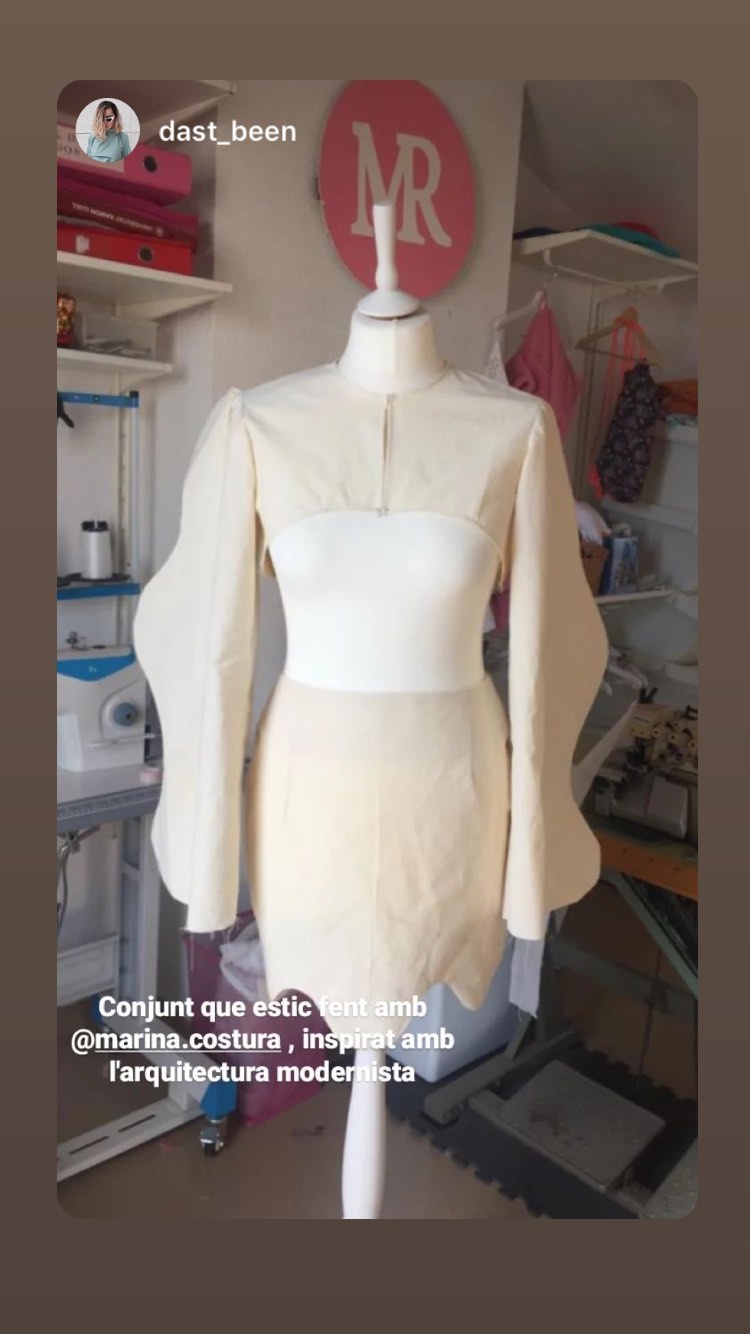 dast_been
MR
Conjunt que estic fent amb
@marina.costura , inspirat amb
l'arquitectura modernista